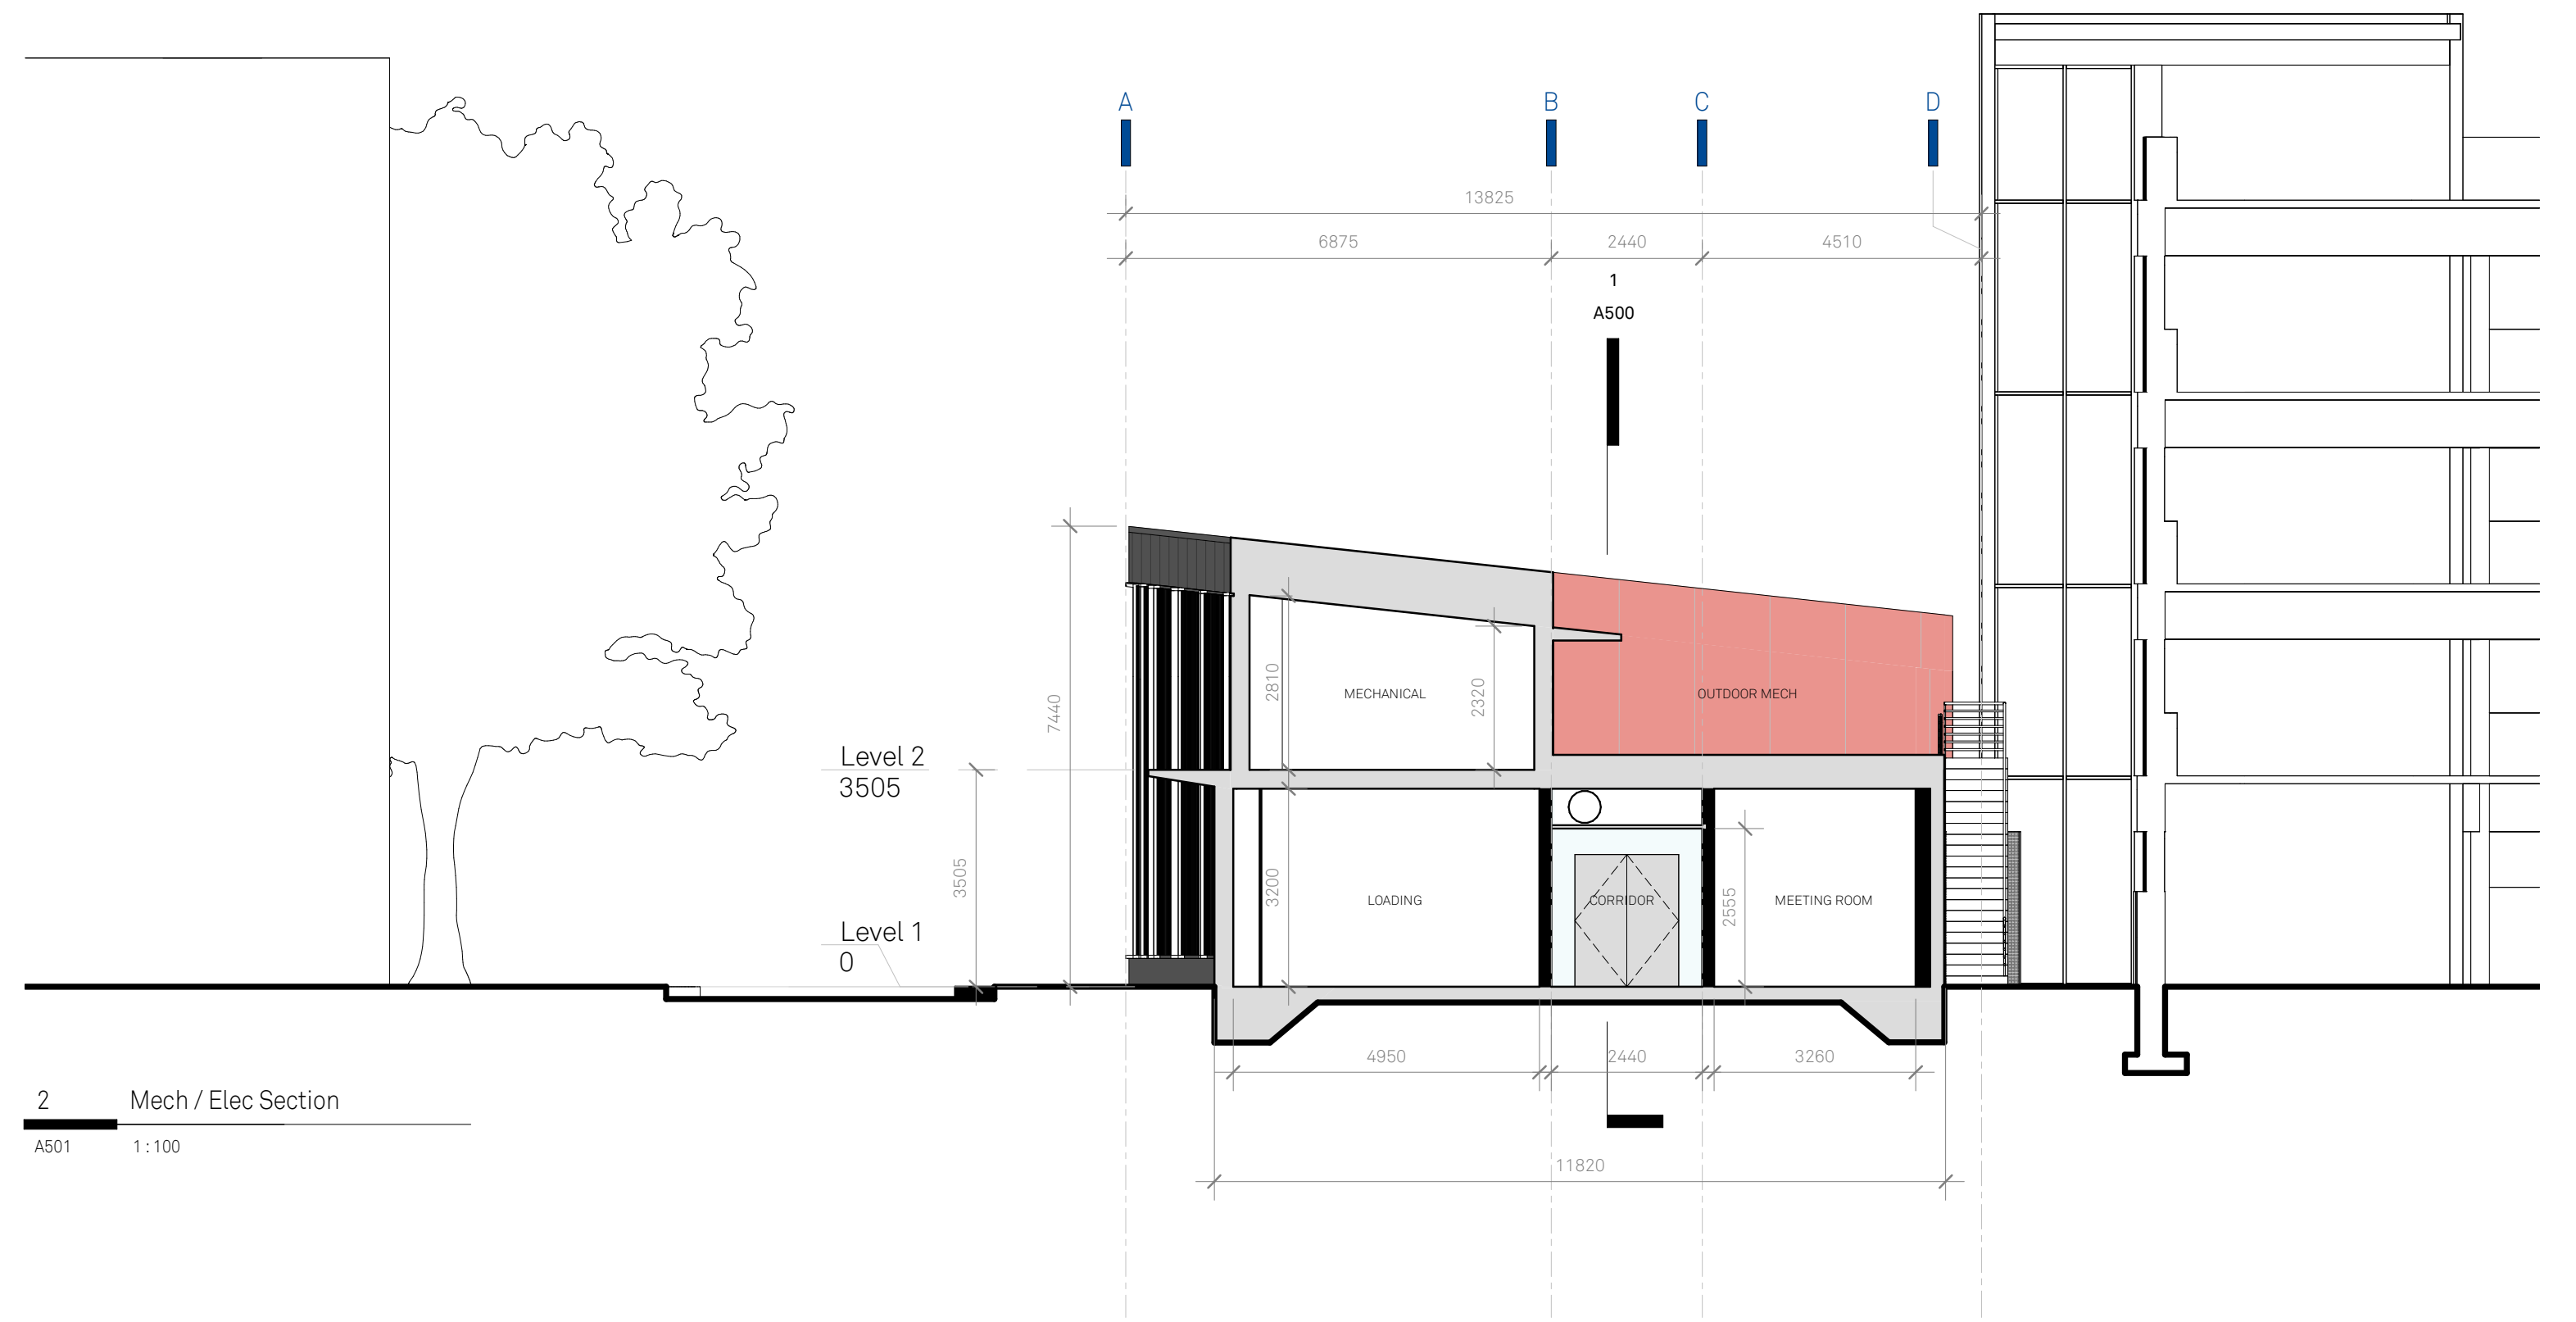 A B C D
13825
6875 2440 4510
1
A500
7440
2810
MECHANICAL
2320
OUTDOOR MECH
Level 2
3505
3505
3200
LOADING
CORRIDOR
2555
MEETING ROOM
Level 1
0
4950 2440 3260
11820
2 Mech / Elec Section
A501 1 : 100